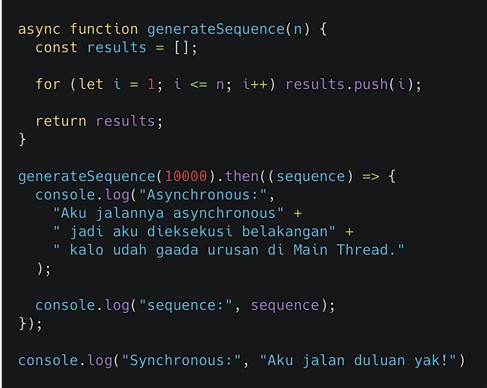 async function generateSequence(n) {
  const results = [];

  for (let i = 1; i <= n; i++) results.push(i);

  return results;
}

generateSequence(10000).then((sequence) => {
  console.log("Asynchronous:",
    "Aku jalannya asynchronous" +
    " jadi aku dieksekusi belakangan" +
    " kalo udah gaada urusan di Main Thread."
  );

  console.log("sequence:", sequence);
});

console.log("Synchronous:", "Aku jalan duluan yak!")